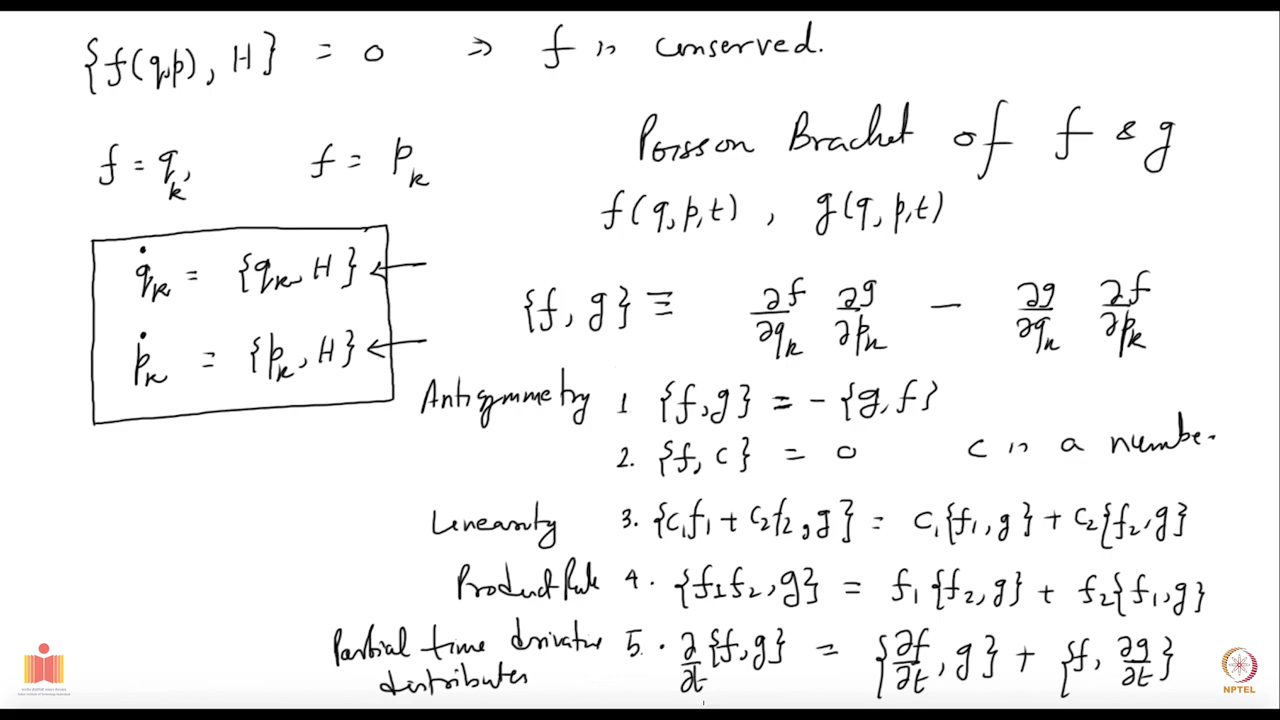 {f(q,p), H} = 0 ⇒ f is conserved.
f = q_k, f = p_k
Poisson Bracket of f & g
f(q,p,t) , g(q,p,t)
q̇_k = {q_k, H} ←
ṗ_k = {p_k, H} ←
{f, g} ≡ ∂f/∂q_k ∂g/∂p_k − ∂g/∂q_k ∂f/∂p_k
Antisymmetry 1. {f,g} = -{g,f}
2. {f, c} = 0 c is a number.
Linearity 3. {c₁f₁ + c₂f₂, g} = c₁{f₁,g} + c₂{f₂,g}
Product Rule 4. {f₁f₂, g} = f₁{f₂,g} + f₂{f₁,g}
Partial time derivative distributes 5. ∂/∂t {f,g} = {∂f/∂t, g} + {f, ∂g/∂t}
NPTEL